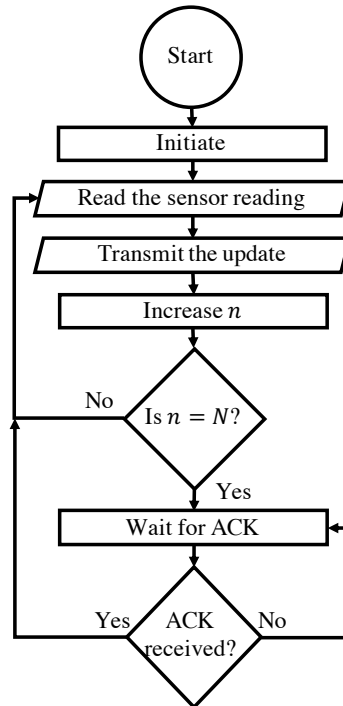 Start
Initiate
Read the sensor reading
Transmit the update
Increase n
No
Is n = N?
Yes
Wait for ACK
Yes
ACK
received?
No